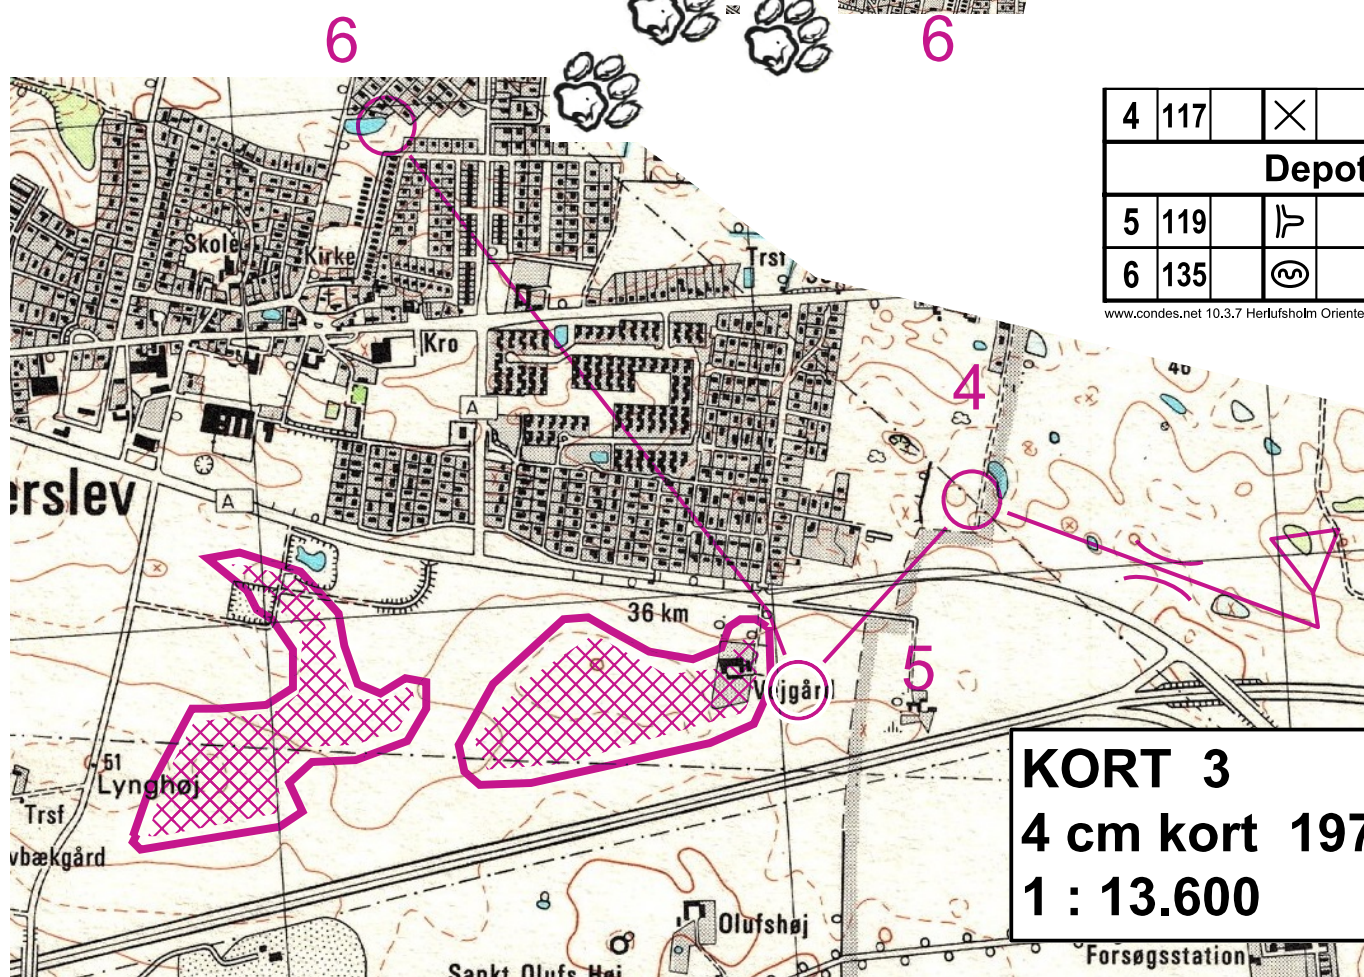 6
6
4 117
Depot
5 119
6 135
www.condes.net 10.3.7 Herlufsholm Oriente
Skole
Kirke
Trsf
Kro
4
40
A
erslev
A
36 km
5
Vejgård
51
Lynghøj
Trsf
vbækgård
KORT 3
4 cm kort 197
1 : 13.600
Olufshøj
Forsøgsstation
Sankt Olufs Høj